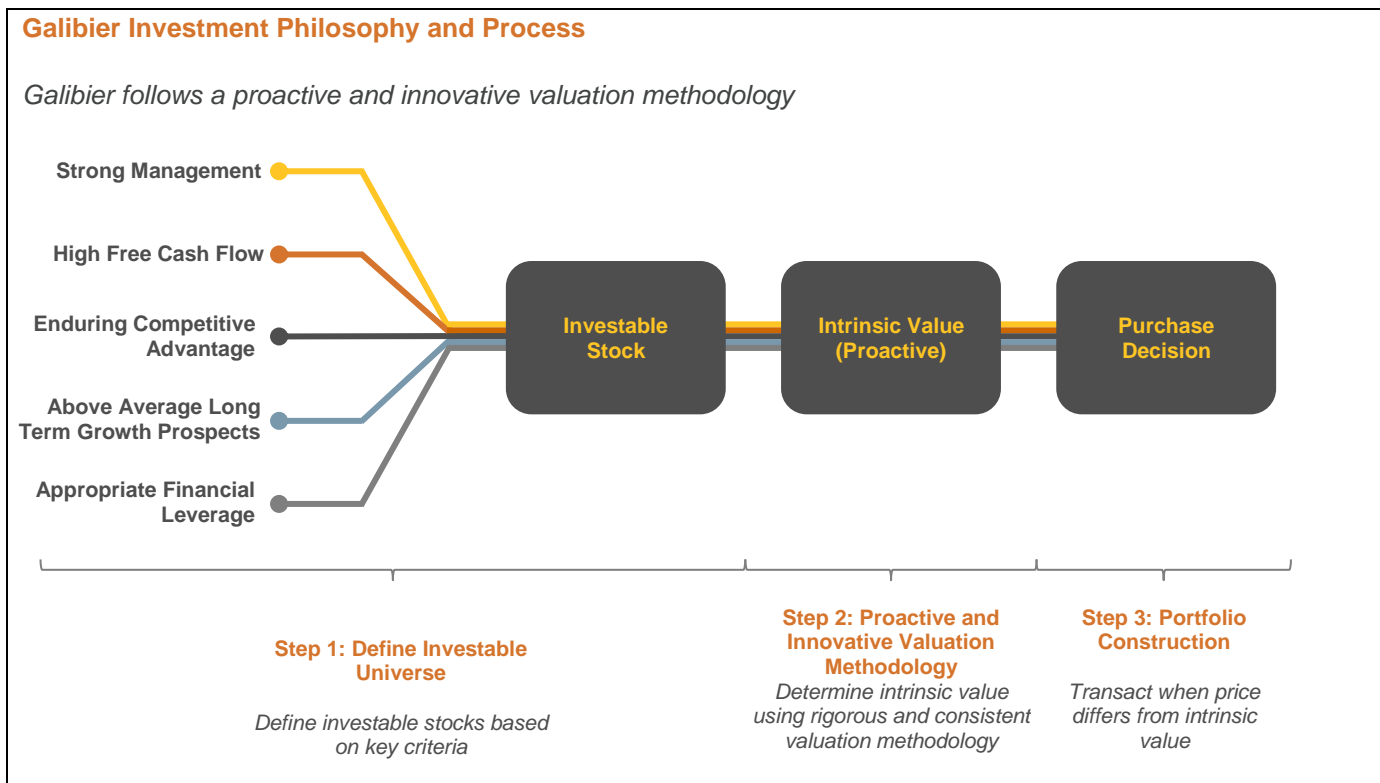 Galibier Investment Philosophy and Process
Galibier follows a proactive and innovative valuation methodology
Strong Management
High Free Cash Flow
Enduring Competitive
Advantage
Above Average Long
Term Growth Prospects
Appropriate Financial
Leverage
Investable
Stock
Intrinsic Value
(Proactive)
Purchase
Decision
Step 1: Define Investable
Universe
Define investable stocks based
on key criteria
Step 2: Proactive and
Innovative Valuation
Methodology
Determine intrinsic value
using rigorous and consistent
valuation methodology
Step 3: Portfolio
Construction
Transact when price
differs from intrinsic
value